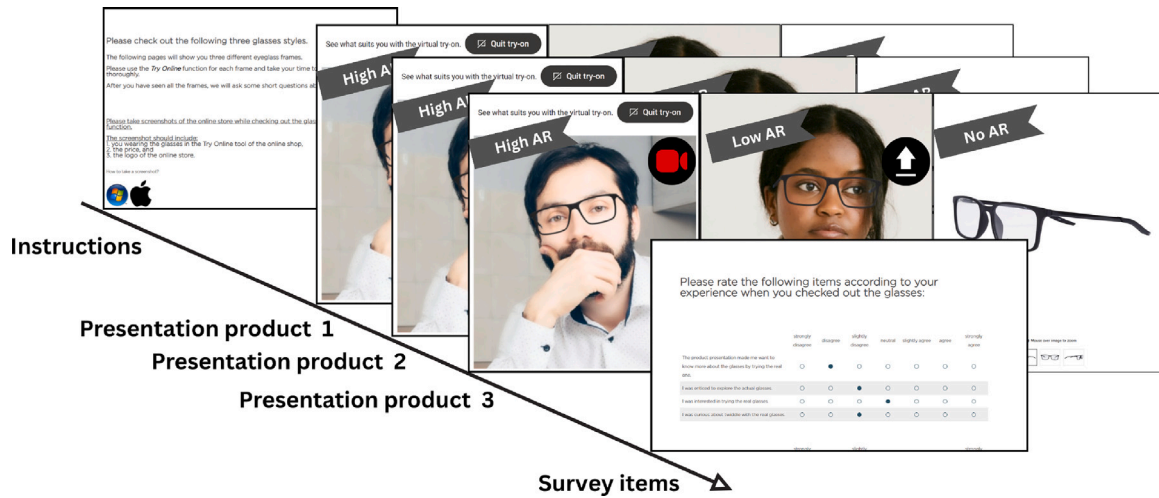 Please check out the following three glasses styles.
The following pages will show you three different eyeglass frames.
Please use the Try Online function for each frame and take your time to
thoroughly.
After you have seen all the frames, we will ask some short questions
Please take screenshots of the online store while checking out the
function.
The screenshot should include:
1. you wearing the glasses in the Try Online tool of the online shop,
2. the price, and
3. the logo of the online store.
How to take a screenshot?
See what suits you with the virtual try-on.
Quit try-on
High AR
See what suits you with the virtual try-on.
Quit try-on
High
See what suits you with the virtual try-on.
Quit try-on
High AR
Low AR
No AR
Mouse over image to zoom
Please rate the following items according to your
experience when you checked out the glasses:
strongly disagree
disagree
slightly disagree
neutral
slightly agree
agree
strongly agree
The product presentation made me want to
know more about the glasses by trying the real
one.
I was enticed to explore the actual glasses.
I was interested in trying the real glasses.
I was curious about the real glasses.
strongly
slightly
strongly
Instructions
Presentation product 1
Presentation product 2
Presentation product 3
Survey items